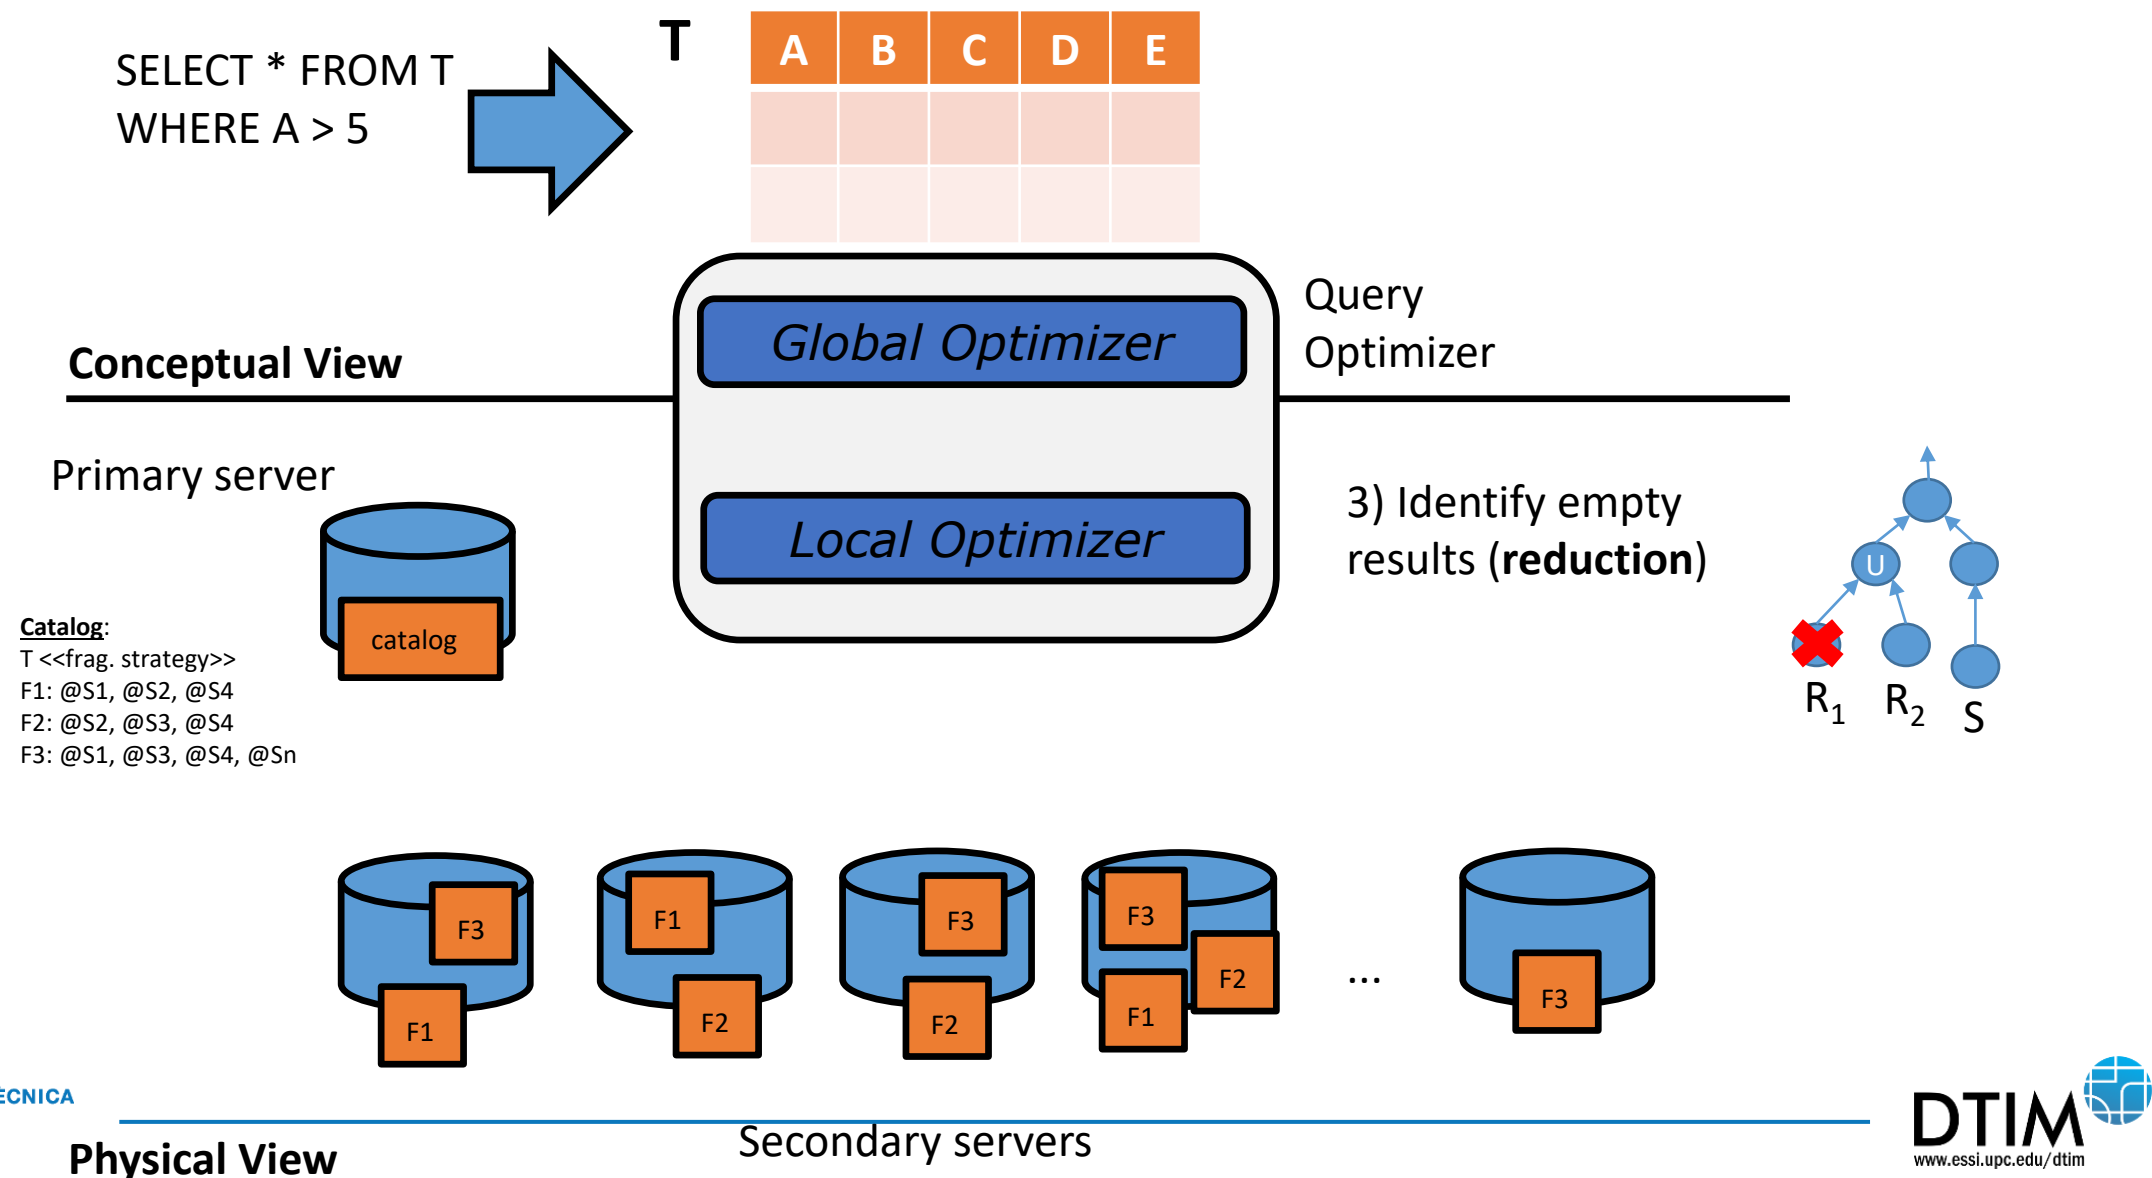 SELECT * FROM T
WHERE A > 5
T
A B C D E
Global Optimizer
Query
Optimizer
Conceptual View
Primary server
Local Optimizer
3) Identify empty
results (reduction)
U
R1 R2 S
catalog
Catalog:
T <<frag. strategy>>
F1: @S1, @S2, @S4
F2: @S2, @S3, @S4
F3: @S1, @S3, @S4, @Sn
F3
F1
F1
F2
F3
F2
F3
F2
F1
...
F3
ÈCNICA
Secondary servers
Physical View
DTIM
www.essi.upc.edu/dtim